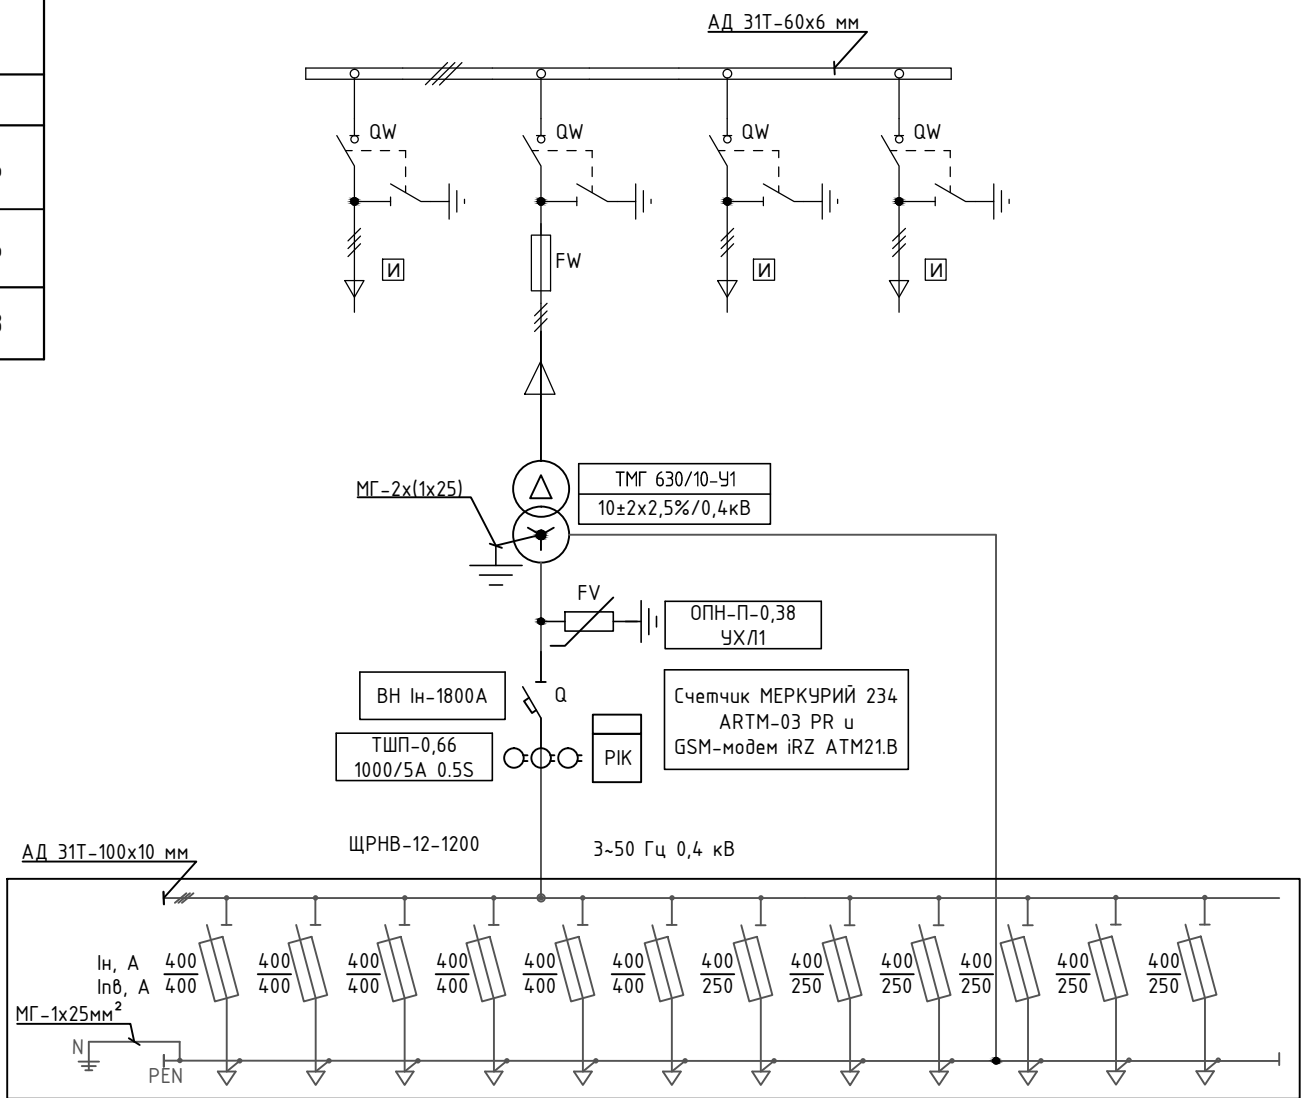 АД 31Т-60х6 мм
QW QW QW QW
И И И
FW
ТМГ 630/10-У1
МГ-2х(1х25)
10±2х2,5%/0,4кВ
FV
ОПН-П-0,38
УХЛ1
ВН Iн-1800А
Q
Счетчик МЕРКУРИЙ 234
ARTM-03 PR и
GSM-модем iRZ ATM21.B
ТШП-0,66
1000/5А 0.5S
PIK
ЩРНВ-12-1200
3~50 Гц 0,4 кВ
АД 31Т-100х10 мм
Iн, А 400 400 400 400 400 400 400 400 400 400 400 400
Iпв, А 400 400 400 400 400 400 250 250 250 250 250 250
МГ-1х25мм²
N
PEN